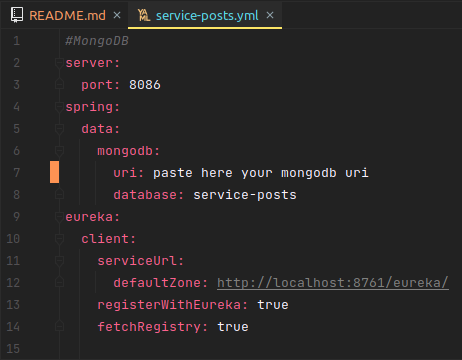 README.md service-posts.yml
1 #MongoDB
2 server:
3   port: 8086
4 spring:
5   data:
6     mongodb:
7       uri: paste here your mongodb uri
8       database: service-posts
9 eureka:
10   client:
11     serviceUrl:
12       defaultZone: http://localhost:8761/eureka/
13     registerWithEureka: true
14     fetchRegistry: true
15